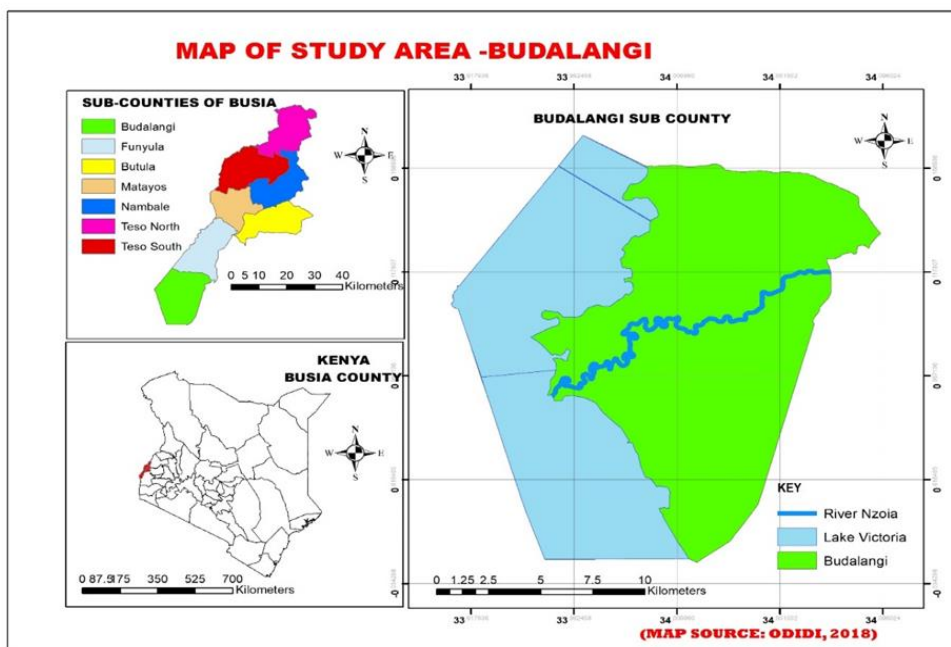 MAP OF STUDY AREA -BUDALANGI
SUB-COUNTIES OF BUSIA
Budalangi
Funyula
Butula
Matayos
Nambale
Teso North
Teso South
N
W E
S
0 5 10 20 30 40
Kilometers
KENYA
BUSIA COUNTY
N
W E
S
0 87.5175 350 525 700
Kilometers
33 33 34 34 34
BUDALANGI SUB COUNTY
N
W E
S
KEY
River Nzoia
Lake Victoria
Budalangi
0 1.25 2.5 5 7.5 10
Kilometers
33 33 34 34 34
(MAP SOURCE: ODIDI, 2018)